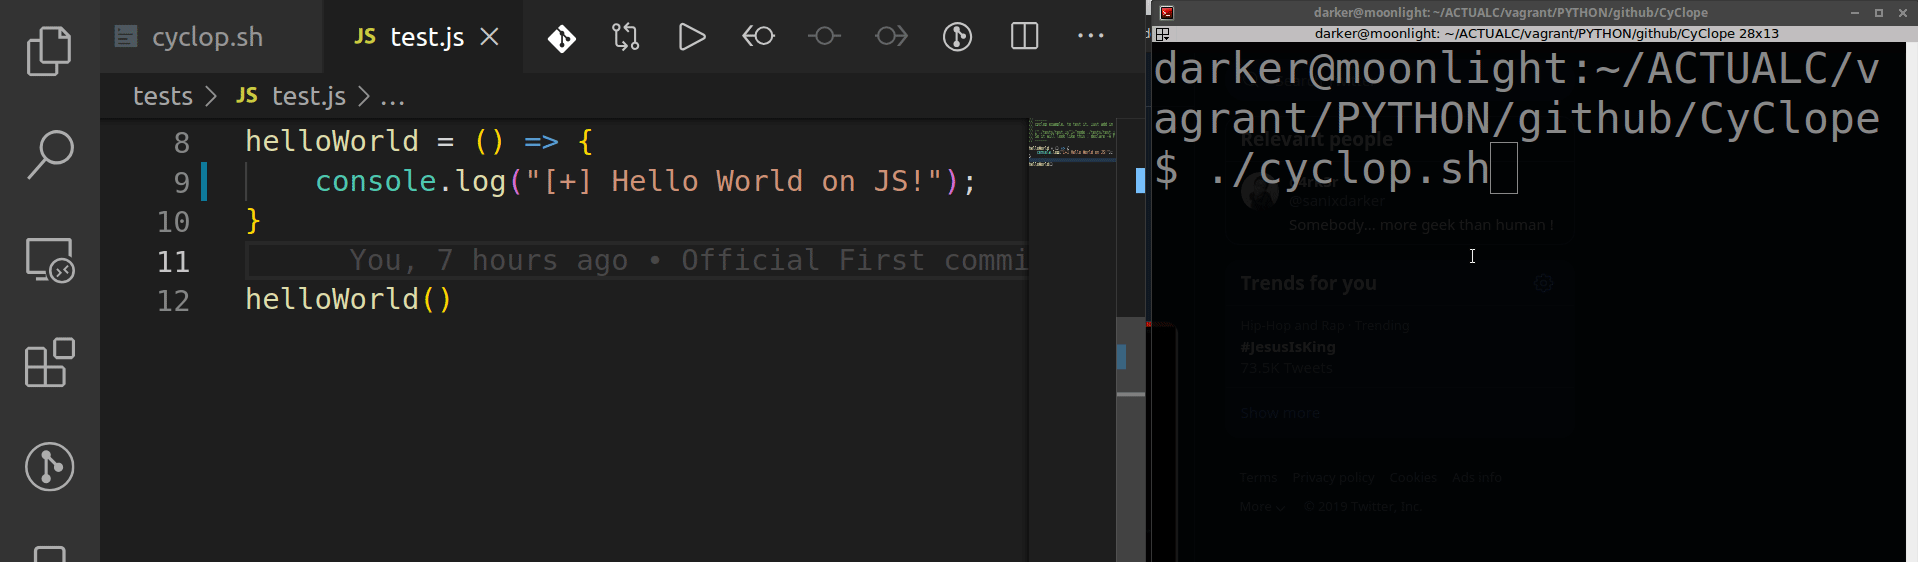 cyclop.sh
JS test.js
tests > JS test.js > ...
8 helloWorld = () => {
9 console.log("[+] Hello World on JS!");
10 }
11 You, 7 hours ago • Official First commi
12 helloWorld()
darker@moonlight: ~/ACTUALC/vagrant/PYTHON/github/CyClope
darker@moonlight: ~/ACTUALC/vagrant/PYTHON/github/CyClope 28x13
darker@moonlight:~/ACTUALC/v
agrant/PYTHON/github/CyClope
$ ./cyclop.sh
Relevant people
@sanixdarker
Somebody... more geek than human !
Trends for you
Hip-Hop and Rap · Trending
#JesusIsKing
73.5K Tweets
Show more
Terms Privacy policy Cookies Ads info
More © 2019 Twitter, Inc.